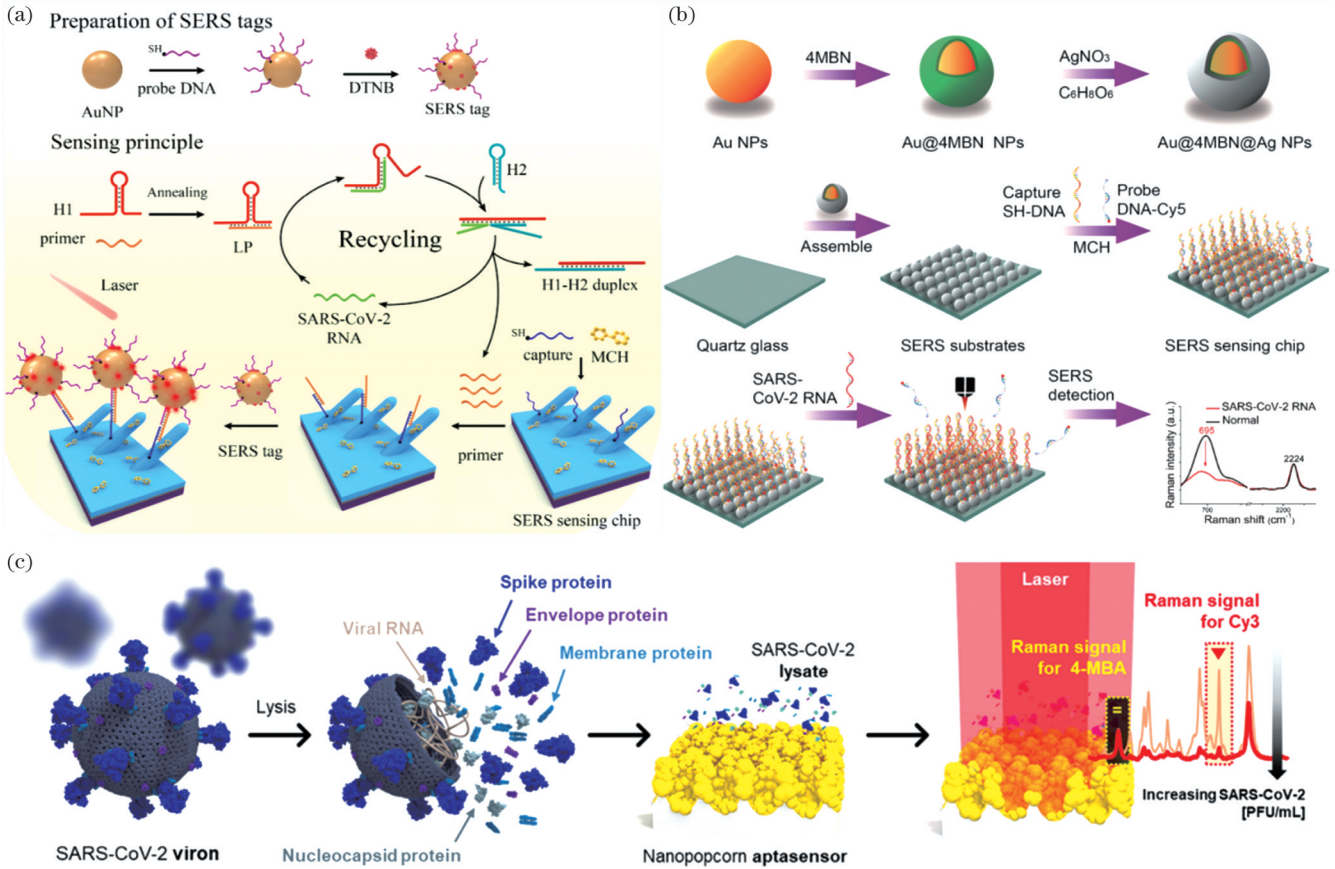 (a)
Preparation of SERS tags
SH
probe DNA
DTNB
AuNP
SERS tag
Sensing principle
H1
Annealing
primer
LP
H2
Recycling
H1-H2 duplex
Laser
SARS-CoV-2
RNA
SH
capture
MCH
SERS tag
primer
SERS sensing chip
(b)
4MBN
AgNO3
C6H8O6
Au NPs
Au@4MBN NPs
Au@4MBN@Ag NPs
Assemble
Capture
SH-DNA
Probe
DNA-Cy5
MCH
Quartz glass
SERS substrates
SERS sensing chip
SARS-
CoV-2 RNA
SERS
detection
SARS-CoV-2 RNA
Normal
695
2224
Raman intensity (a.u.)
700
2200
Raman shift (cm-1)
(c)
Spike protein
Envelope protein
Viral RNA
Membrane protein
Lysis
Nucleocapsid protein
SARS-CoV-2 viron
SARS-CoV-2
lysate
Nanopopcorn aptasensor
Laser
Raman signal
for Cy3
Raman signal
for 4-MBA
=
Increasing SARS-CoV-2
[PFU/mL]